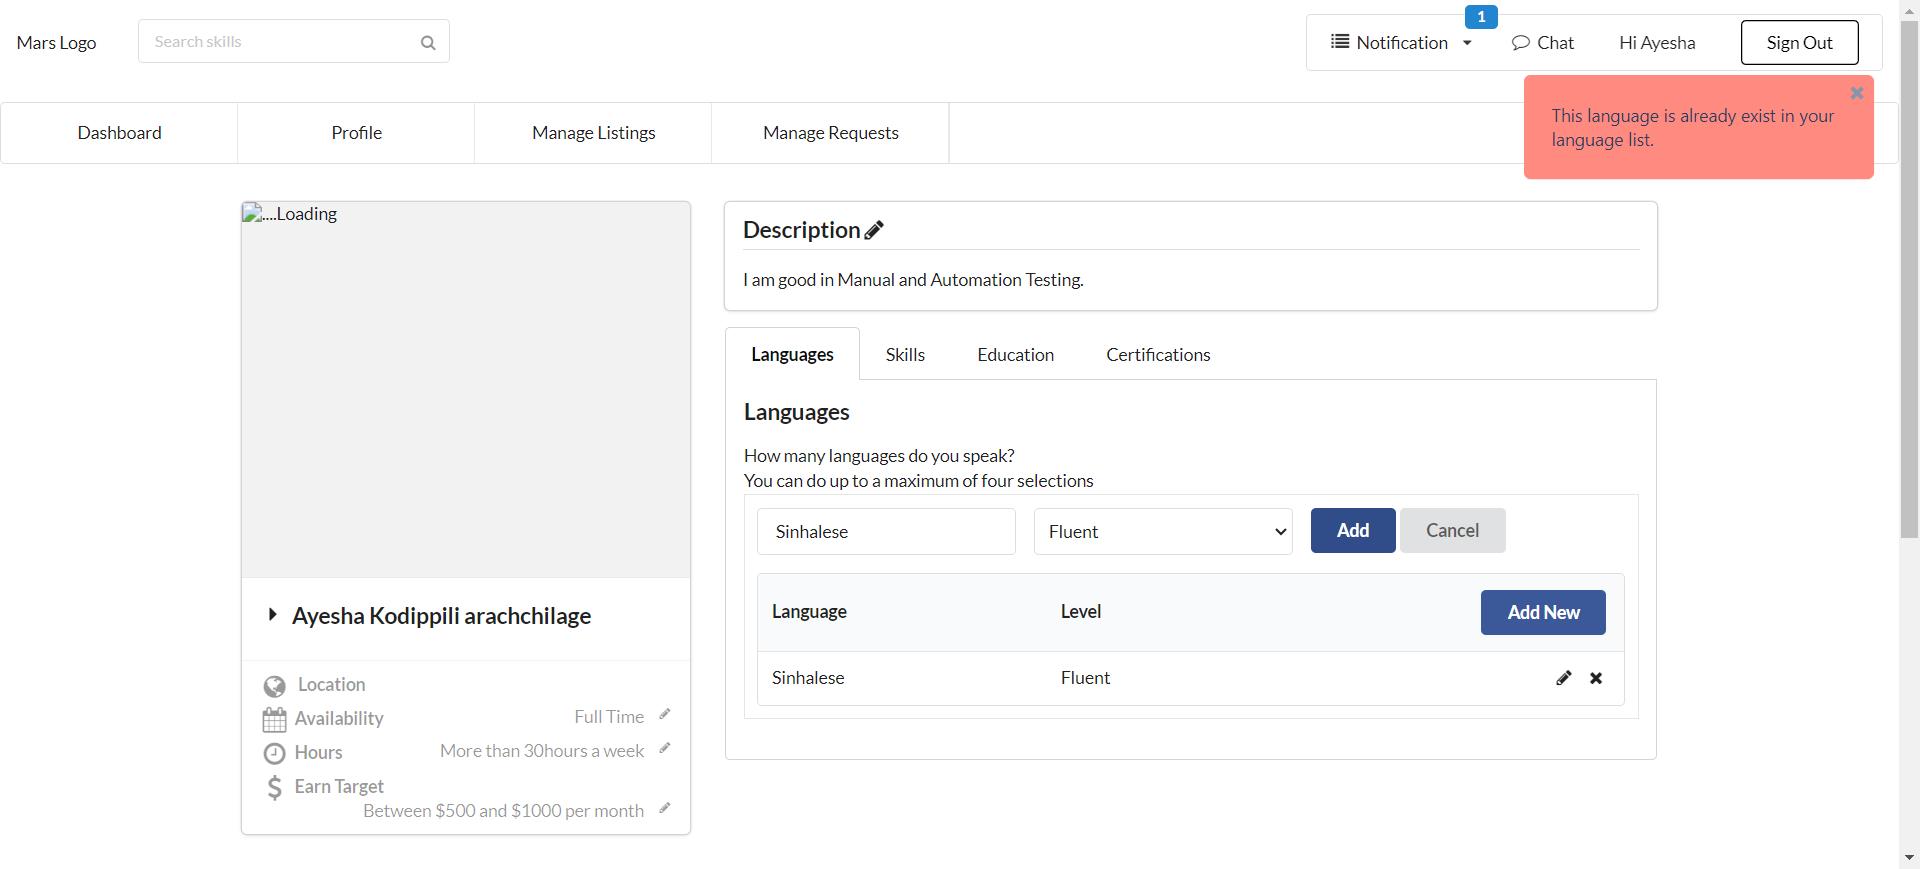 Mars Logo
Search skills
1
Notification
Chat
Hi Ayesha
Sign Out
This language is already exist in your
language list.
Dashboard
Profile
Manage Listings
Manage Requests
....Loading
Description
I am good in Manual and Automation Testing.
Languages
Skills
Education
Certifications
Languages
How many languages do you speak?
You can do up to a maximum of four selections
Sinhalese
Fluent
Add
Cancel
Language
Level
Add New
Sinhalese
Fluent
Ayesha Kodippili arachchilage
Location
Availability
Full Time
Hours
More than 30hours a week
Earn Target
Between $500 and $1000 per month